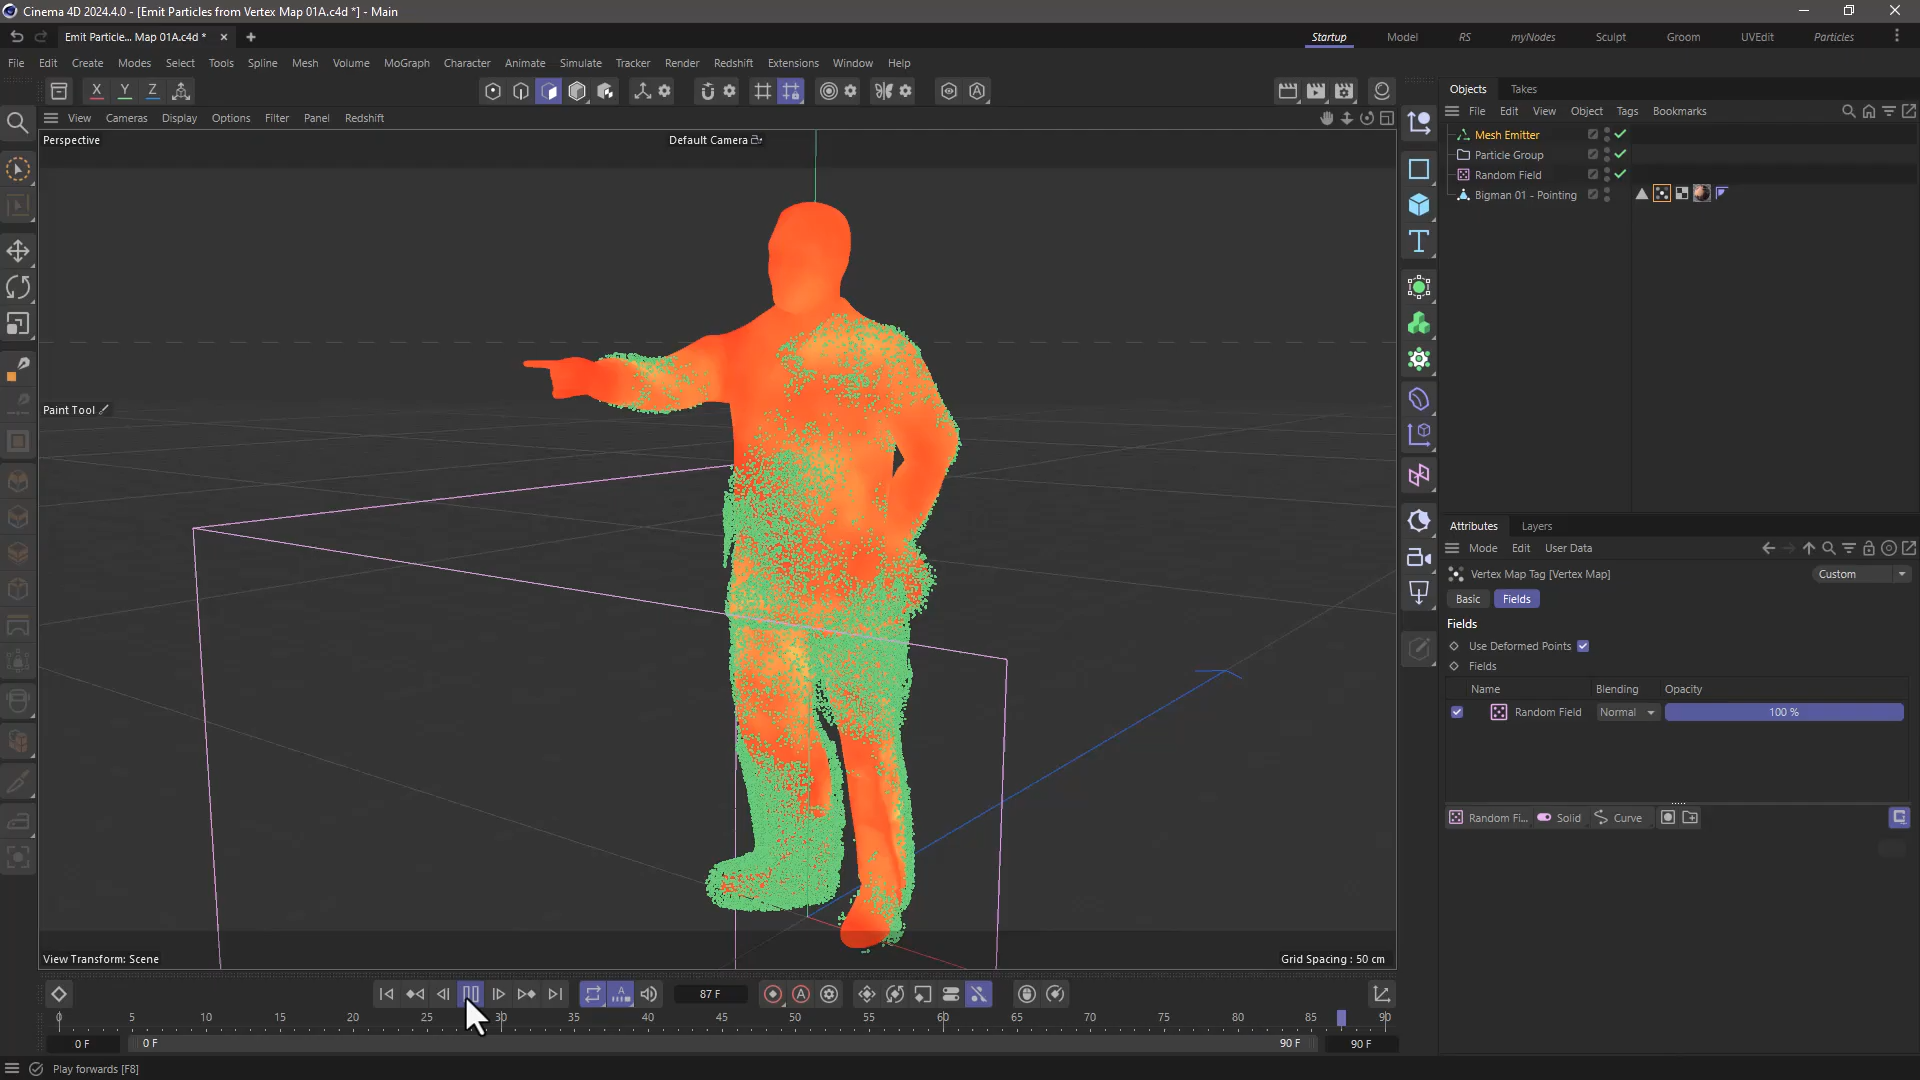 Cinema 4D 2024.4.0 - [Emit Particles from Vertex Map 01A.c4d *] - Main
Emit Particle... Map 01A.c4d *
Startup Model RS myNodes Sculpt Groom UVEdit Particles
File Edit Create Modes Select Tools Spline Mesh Volume MoGraph Character Animate Simulate Tracker Render Redshift Extensions Window Help
X Y Z
Objects Takes
File Edit View Object Tags Bookmarks
View Cameras Display Options Filter Panel Redshift
Perspective
Default Camera
Mesh Emitter
Particle Group
Random Field
Bigman 01 - Pointing
Paint Tool
Attributes Layers
Mode Edit User Data
Vertex Map Tag [Vertex Map]
Custom
Basic Fields
Fields
Use Deformed Points
Fields
Name Blending Opacity
Random Field Normal 100 %
Random Fi... Solid Curve
View Transform: Scene
Grid Spacing : 50 cm
A
87 F
A
0 5 10 15 20 25 30 35 40 45 50 55 60 65 70 75 80 85 90
0 F 0 F 90 F 90 F
Play forwards [F8]